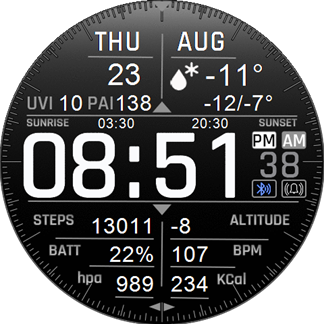 THU AUG
23 -11°
UVI 10 PAI 138 -12/-7°
SUNRISE 03:30 20:30 SUNSET
08:51 PM AM
38
STEPS 13011 -8 ALTITUDE
BATT 22% 107 BPM
hpa 989 234 KCal